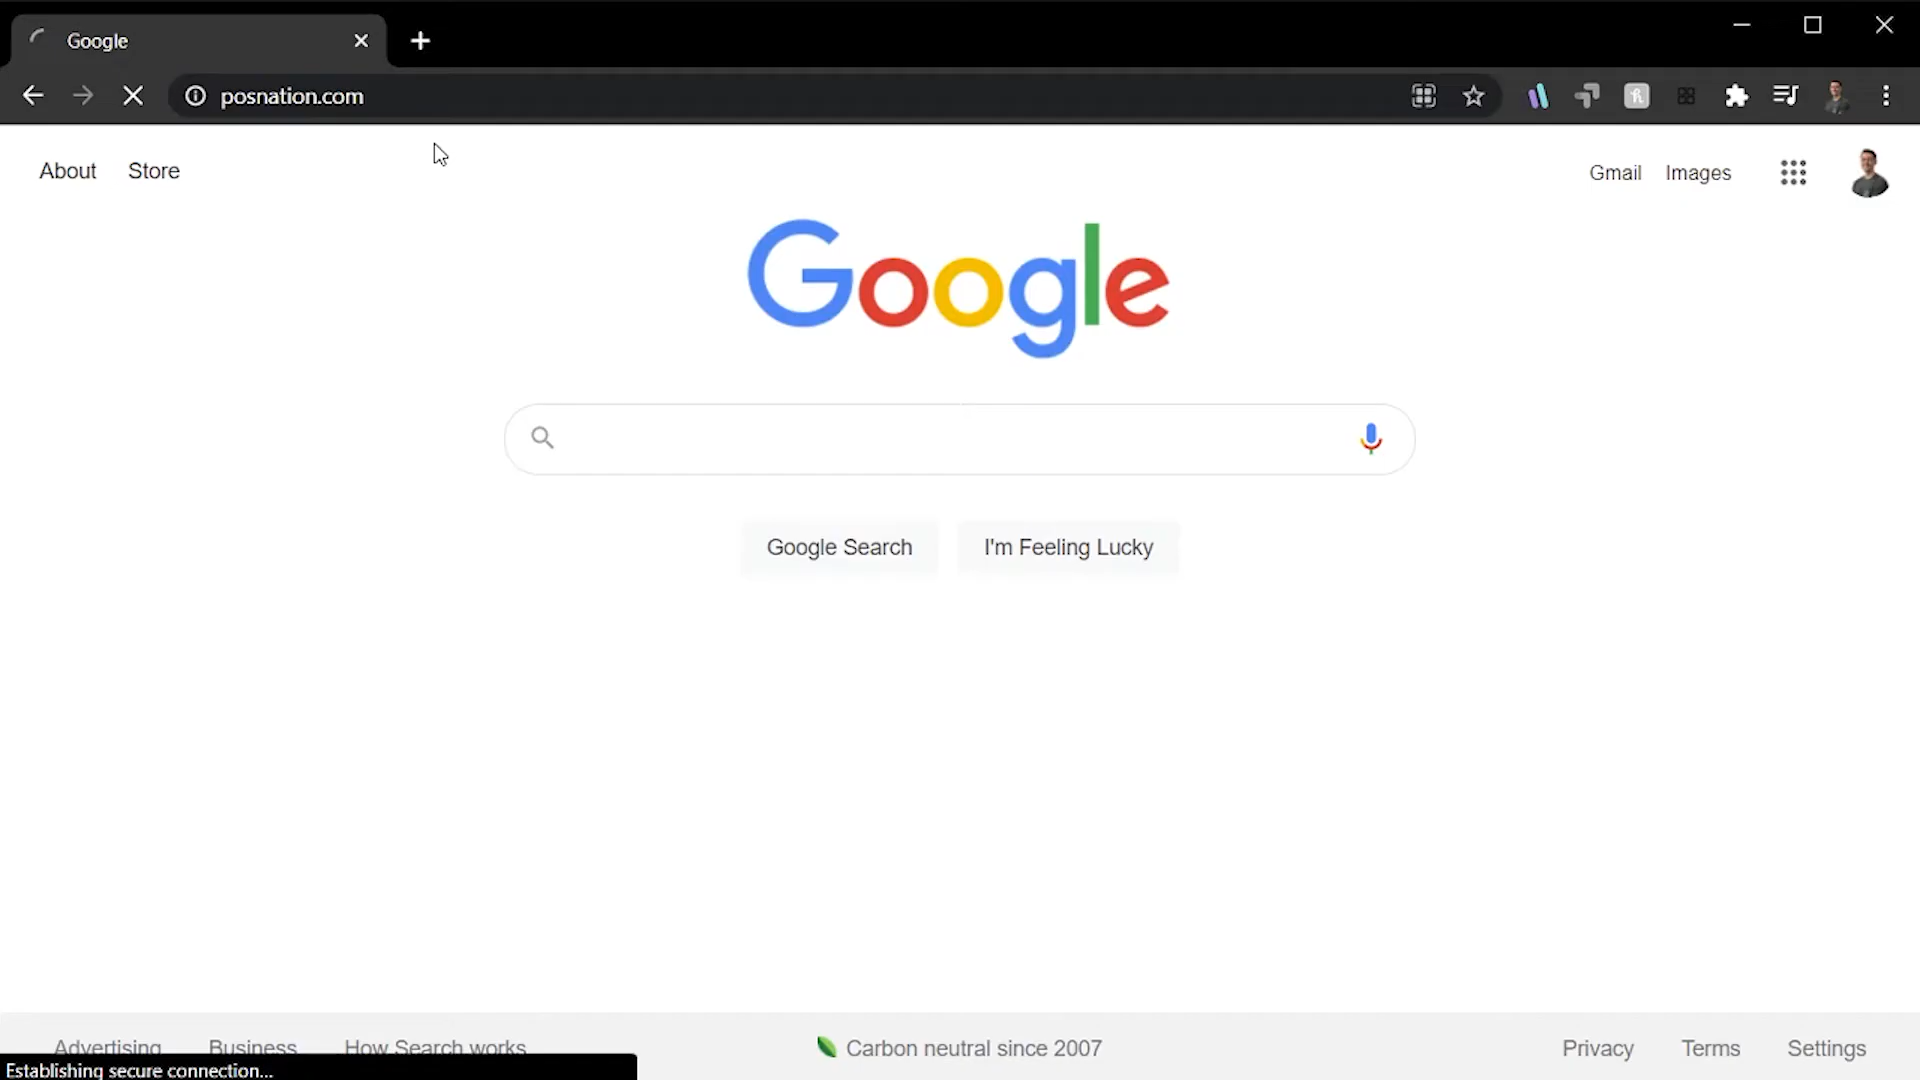 Google
posnation.com
About Store
Gmail Images
Google
Google Search I'm Feeling Lucky
Advertising Business How Search works
Carbon neutral since 2007
Privacy Terms Settings
Establishing secure connection...